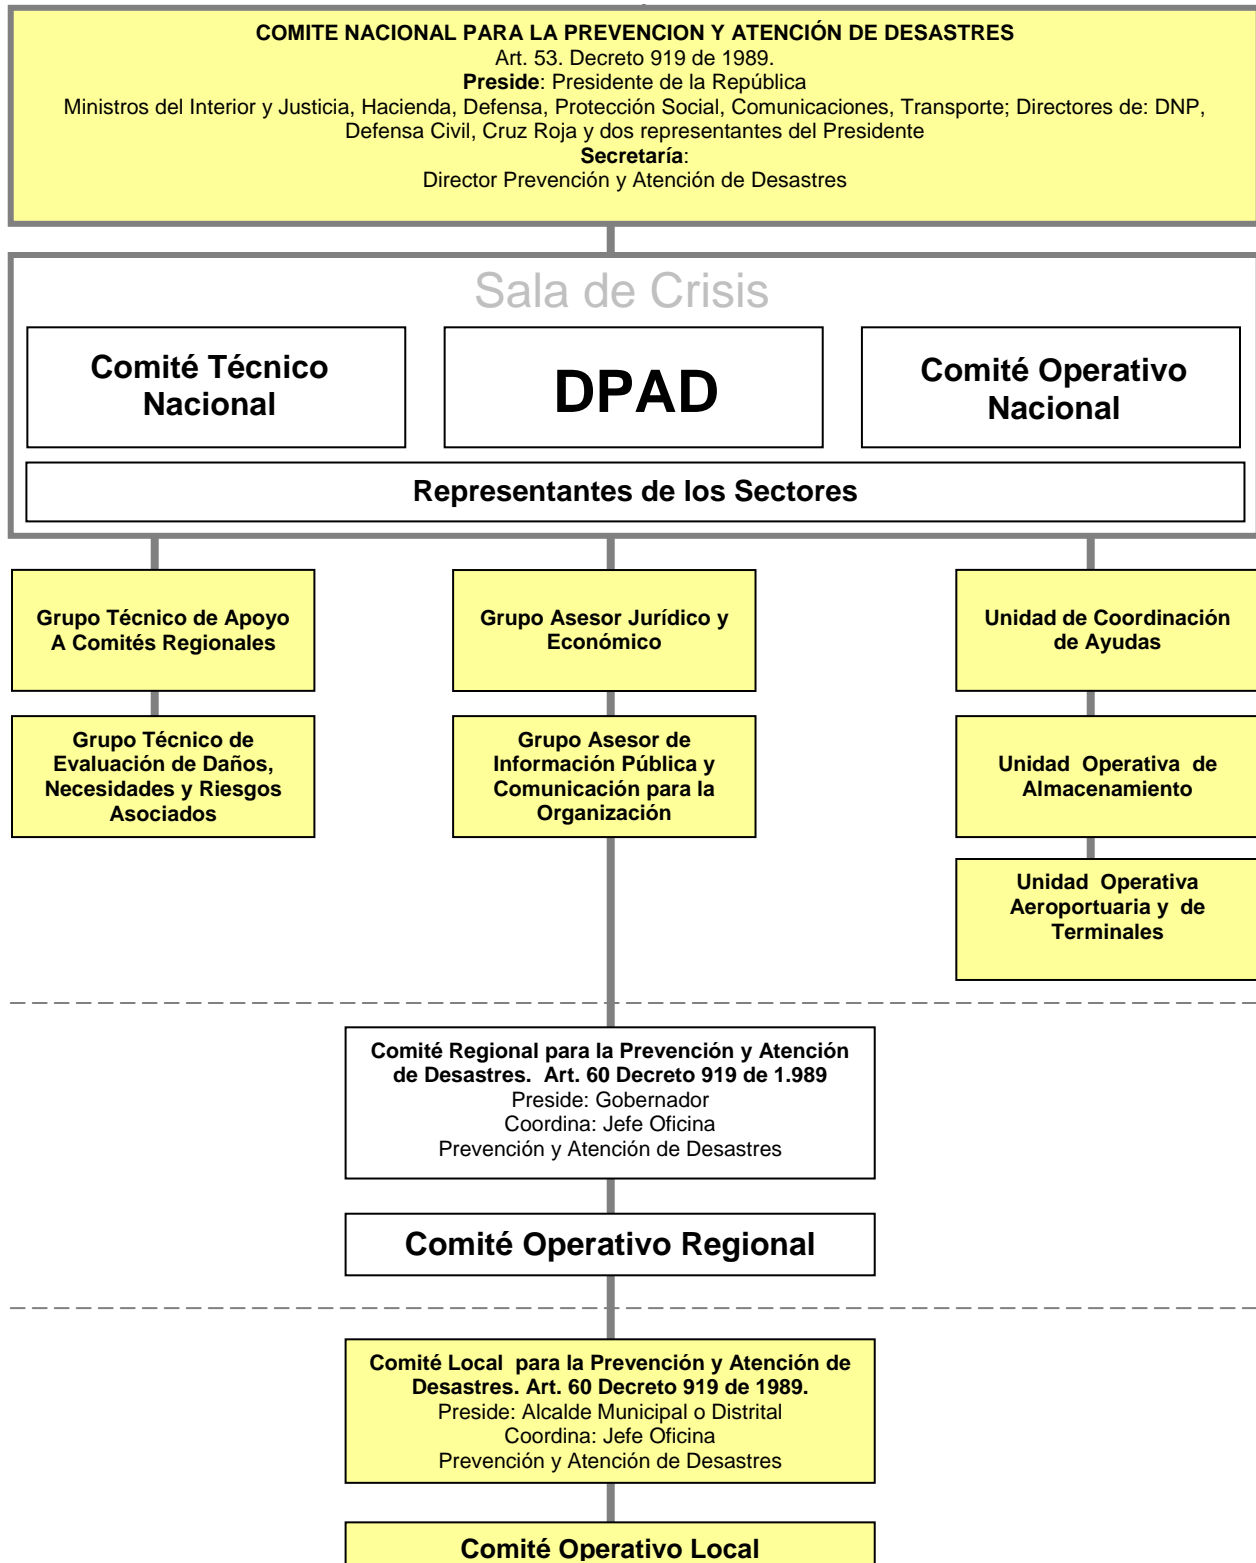 COMITE NACIONAL PARA LA PREVENCION Y ATENCIÓN DE DESASTRES
Art. 53. Decreto 919 de 1989.
Preside: Presidente de la República
Ministros del Interior y Justicia, Hacienda, Defensa, Protección Social, Comunicaciones, Transporte; Directores de: DNP,
Defensa Civil, Cruz Roja y dos representantes del Presidente
Secretaría:
Director Prevención y Atención de Desastres
Sala de Crisis
Comité Técnico
Nacional
DPAD
Comité Operativo
Nacional
Representantes de los Sectores
Grupo Técnico de Apoyo
A Comités Regionales
Grupo Asesor Jurídico y
Económico
Unidad de Coordinación
de Ayudas
Grupo Técnico de
Evaluación de Daños,
Necesidades y Riesgos
Asociados
Grupo Asesor de
Información Pública y
Comunicación para la
Organización
Unidad Operativa de
Almacenamiento
Unidad Operativa
Aeroportuaria y de
Terminales
Comité Regional para la Prevención y Atención
de Desastres. Art. 60 Decreto 919 de 1.989
Preside: Gobernador
Coordina: Jefe Oficina
Prevención y Atención de Desastres
Comité Operativo Regional
Comité Local para la Prevención y Atención de
Desastres. Art. 60 Decreto 919 de 1989.
Preside: Alcalde Municipal o Distrital
Coordina: Jefe Oficina
Prevención y Atención de Desastres
Comité Operativo Local